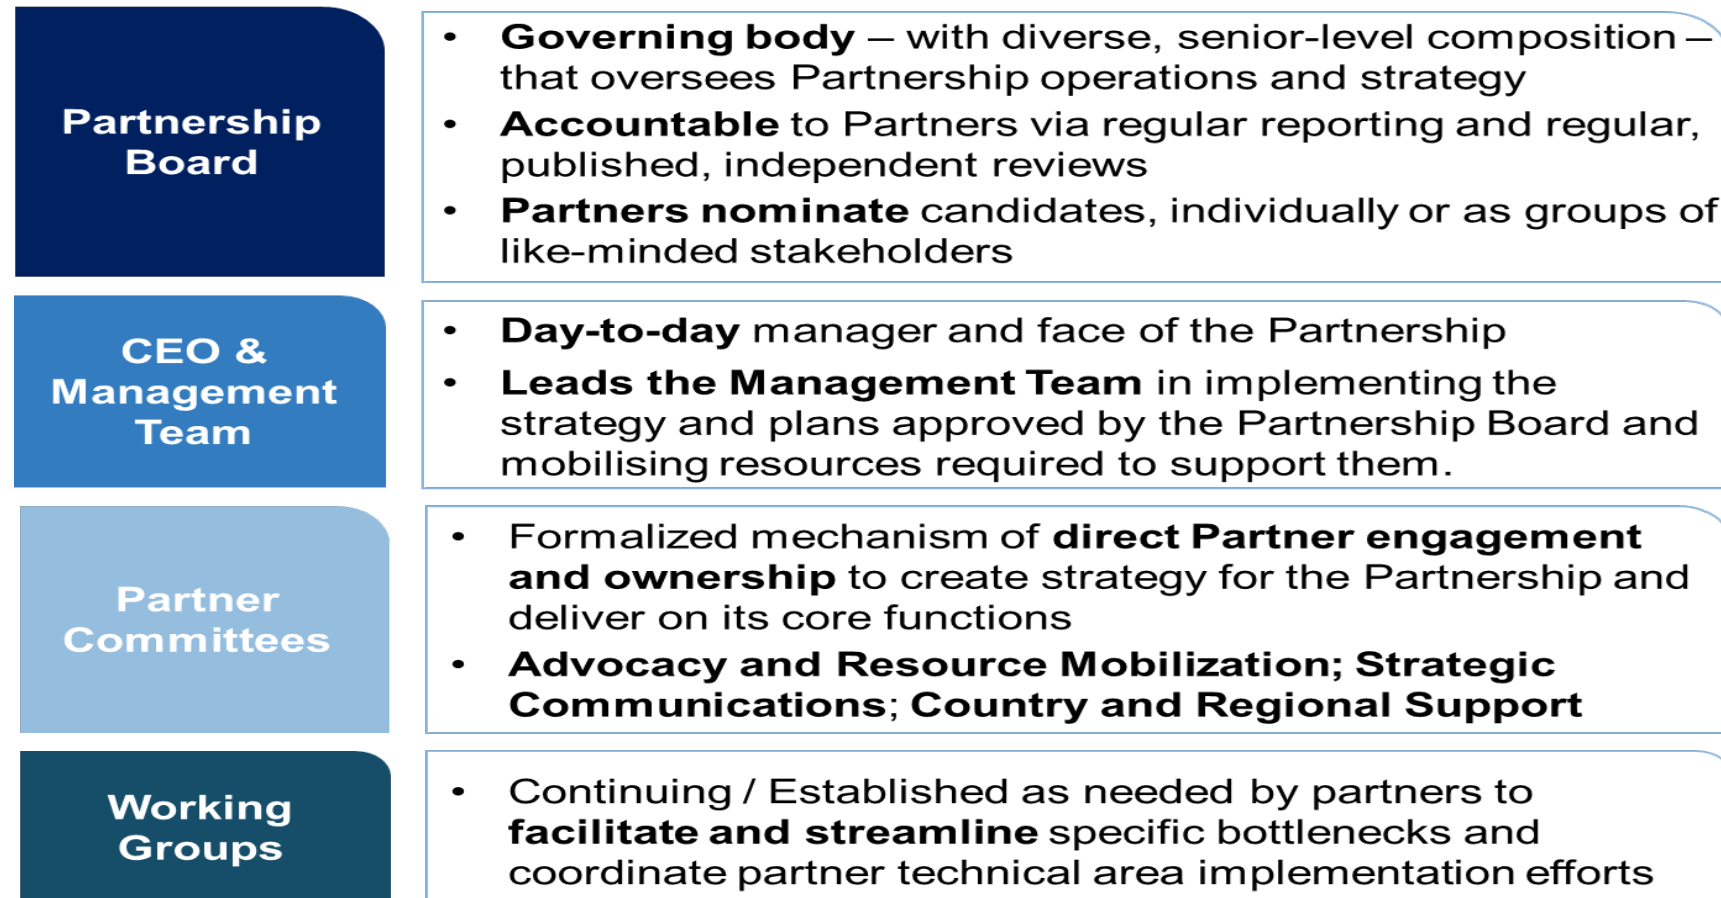 Partnership
Board
• Governing body – with diverse, senior-level composition –
that oversees Partnership operations and strategy
• Accountable to Partners via regular reporting and regular,
published, independent reviews
• Partners nominate candidates, individually or as groups of
like-minded stakeholders
CEO &
Management
Team
• Day-to-day manager and face of the Partnership
• Leads the Management Team in implementing the
strategy and plans approved by the Partnership Board and
mobilising resources required to support them.
Partner
Committees
• Formalized mechanism of direct Partner engagement
and ownership to create strategy for the Partnership and
deliver on its core functions
• Advocacy and Resource Mobilization; Strategic
Communications; Country and Regional Support
Working
Groups
• Continuing / Established as needed by partners to
facilitate and streamline specific bottlenecks and
coordinate partner technical area implementation efforts